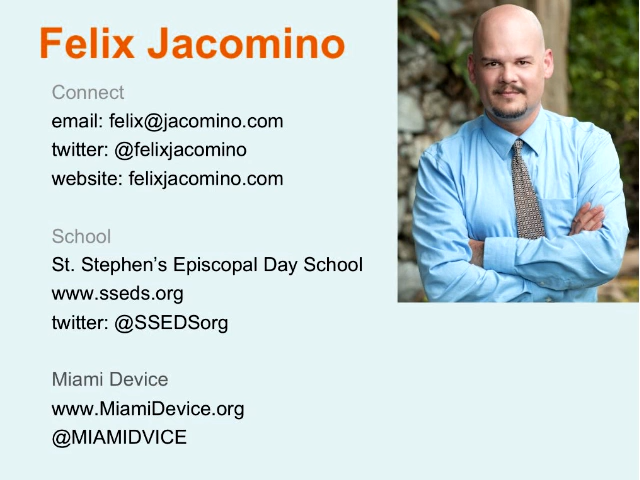 Felix Jacomino
Connect
email: felix@jacomino.com
twitter: @felixjacomino
website: felixjacomino.com
School
St. Stephen’s Episcopal Day School
www.sseds.org
twitter: @SSEDSorg
Miami Device
www.MiamiDevice.org
@MIAMIDVICE